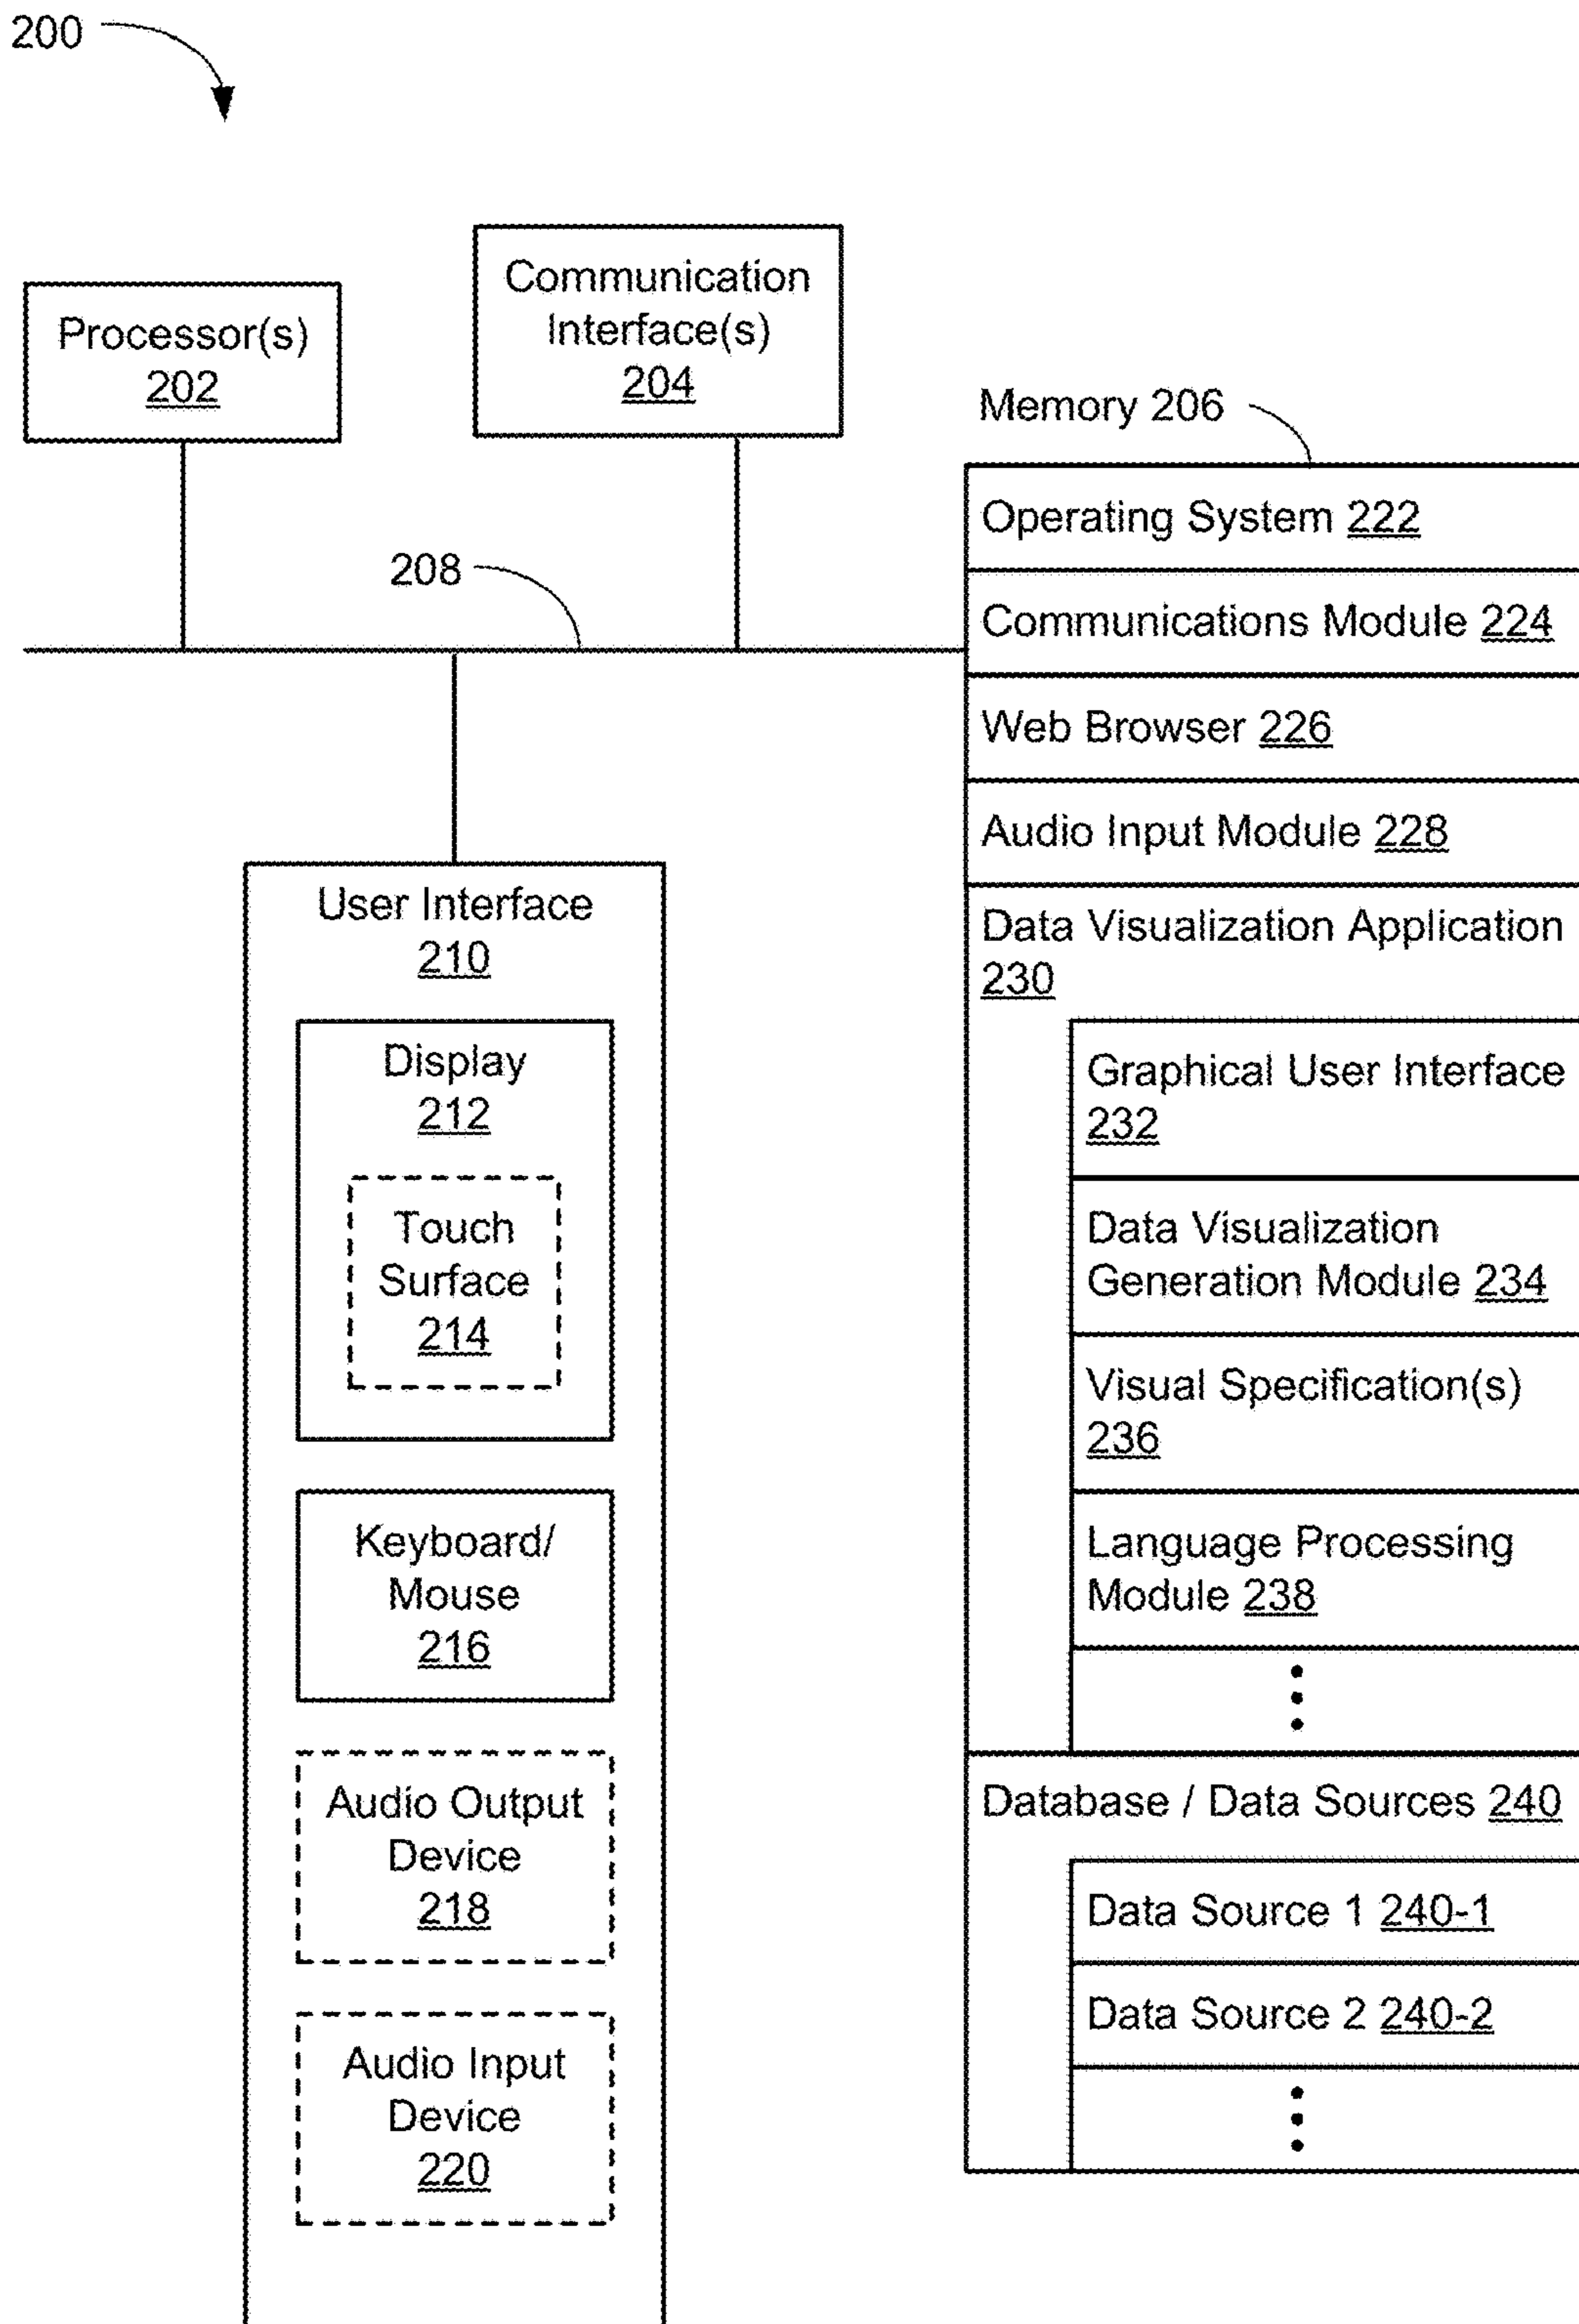 200
Processor(s)
202
Communication
Interface(s)
204
208
Memory 206
Operating System 222
Communications Module 224
Web Browser 226
Audio Input Module 228
Data Visualization Application
230
Graphical User Interface
232
Data Visualization
Generation Module 234
Visual Specification(s)
236
Language Processing
Module 238
Database / Data Sources 240
Data Source 1 240-1
Data Source 2 240-2
User Interface
210
Display
212
Touch
Surface
214
Keyboard/
Mouse
216
Audio Output
Device
218
Audio Input
Device
220